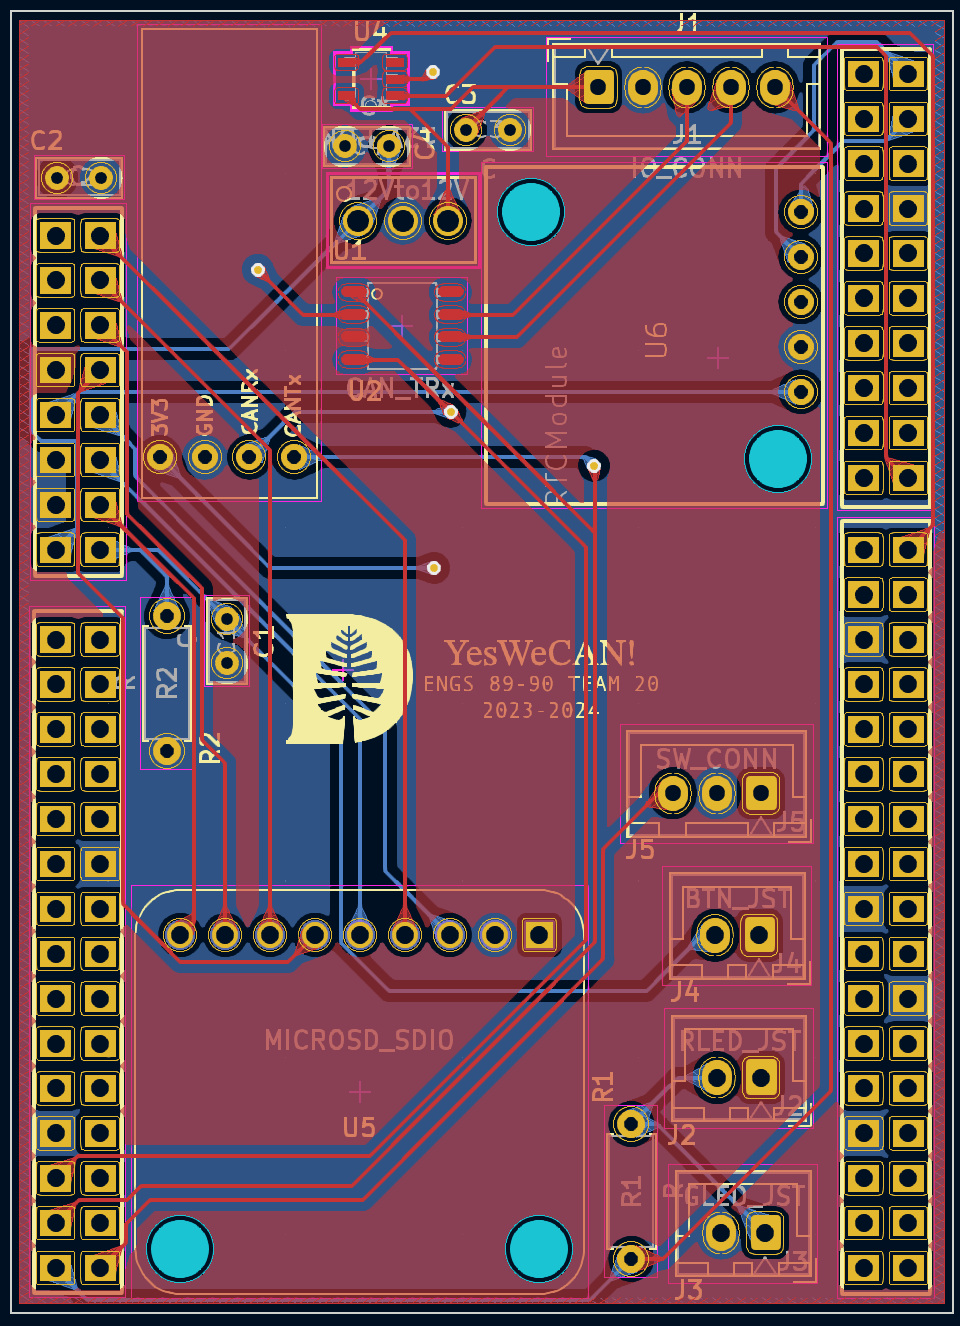 U4
J1
C3
C2
J1
IO_CONN
12Vto12V
U1
U6
RTCModule
U2
CAN_TRx
3V3
GND
CANRx
CANTx
C1
R2
R2
YesWeCAN!
ENGS 89-90 TEAM 20
2023-2024
SW_CONN
J5
J5
BTN_JST
J4
J4
MICROSD_SDIO
RLED_JST
R1
J2
U5
J2
R1
GLED_JST
J3
J3